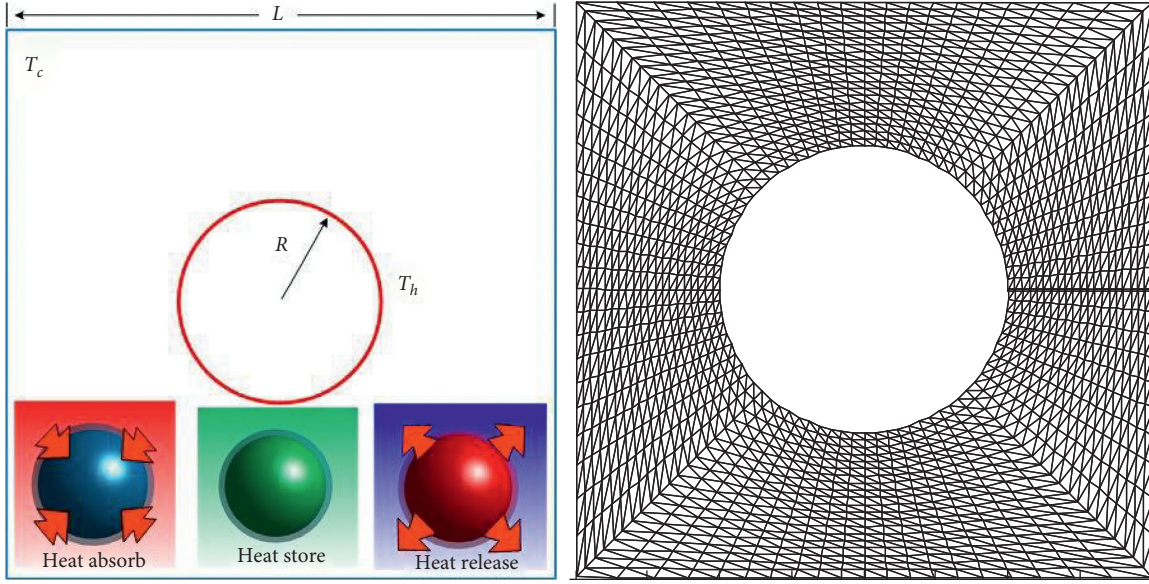 L
T_c
R
T_h
Heat absorb
Heat store
Heat release